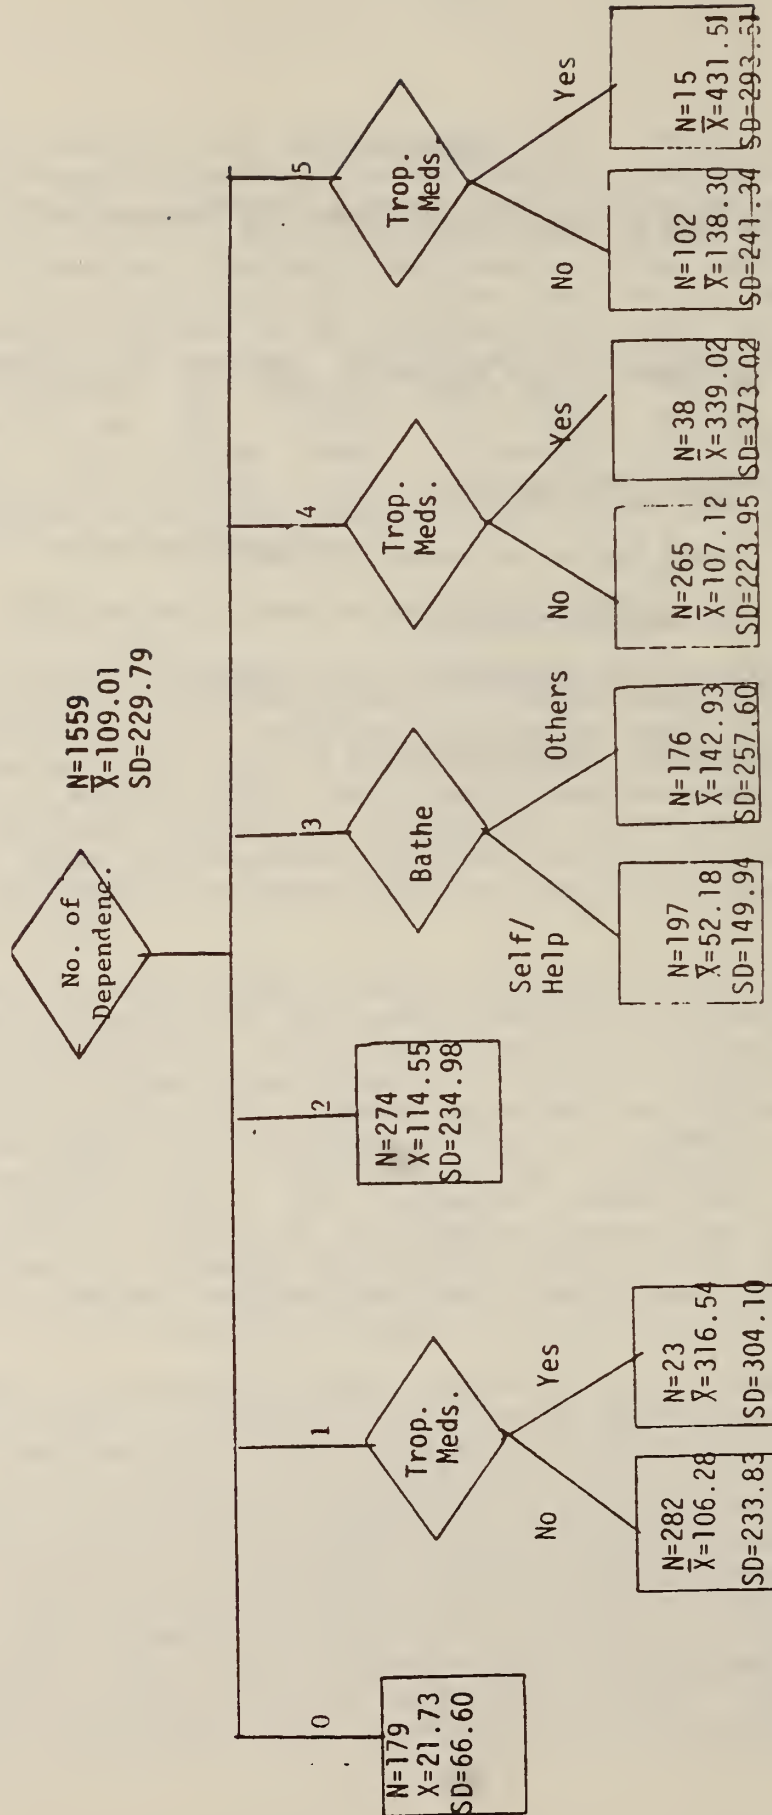 No. of
Dependenc.
N=1559
X̅=109.01
SD=229.79
0
N=179
X=21.73
SD=66.60
1
Trop.
Meds.
No
N=282
X̅=106.28
SD=233.83
Yes
N=23
X̅=316.54
SD=304.10
2
N=274
X=114.55
SD=234.98
3
Bathe
Self/
Help
N=197
X̅=52.18
SD=149.94
Others
N=176
X̅=142.93
SD=257.60
4
Trop.
Meds.
No
N=265
X̅=107.12
SD=223.95
Yes
N=38
X̅=339.02
SD=373.02
5
Trop.
Meds
No
N=102
X̅=138.30
SD=241.34
Yes
N=15
X̅=431.51
SD=293.51